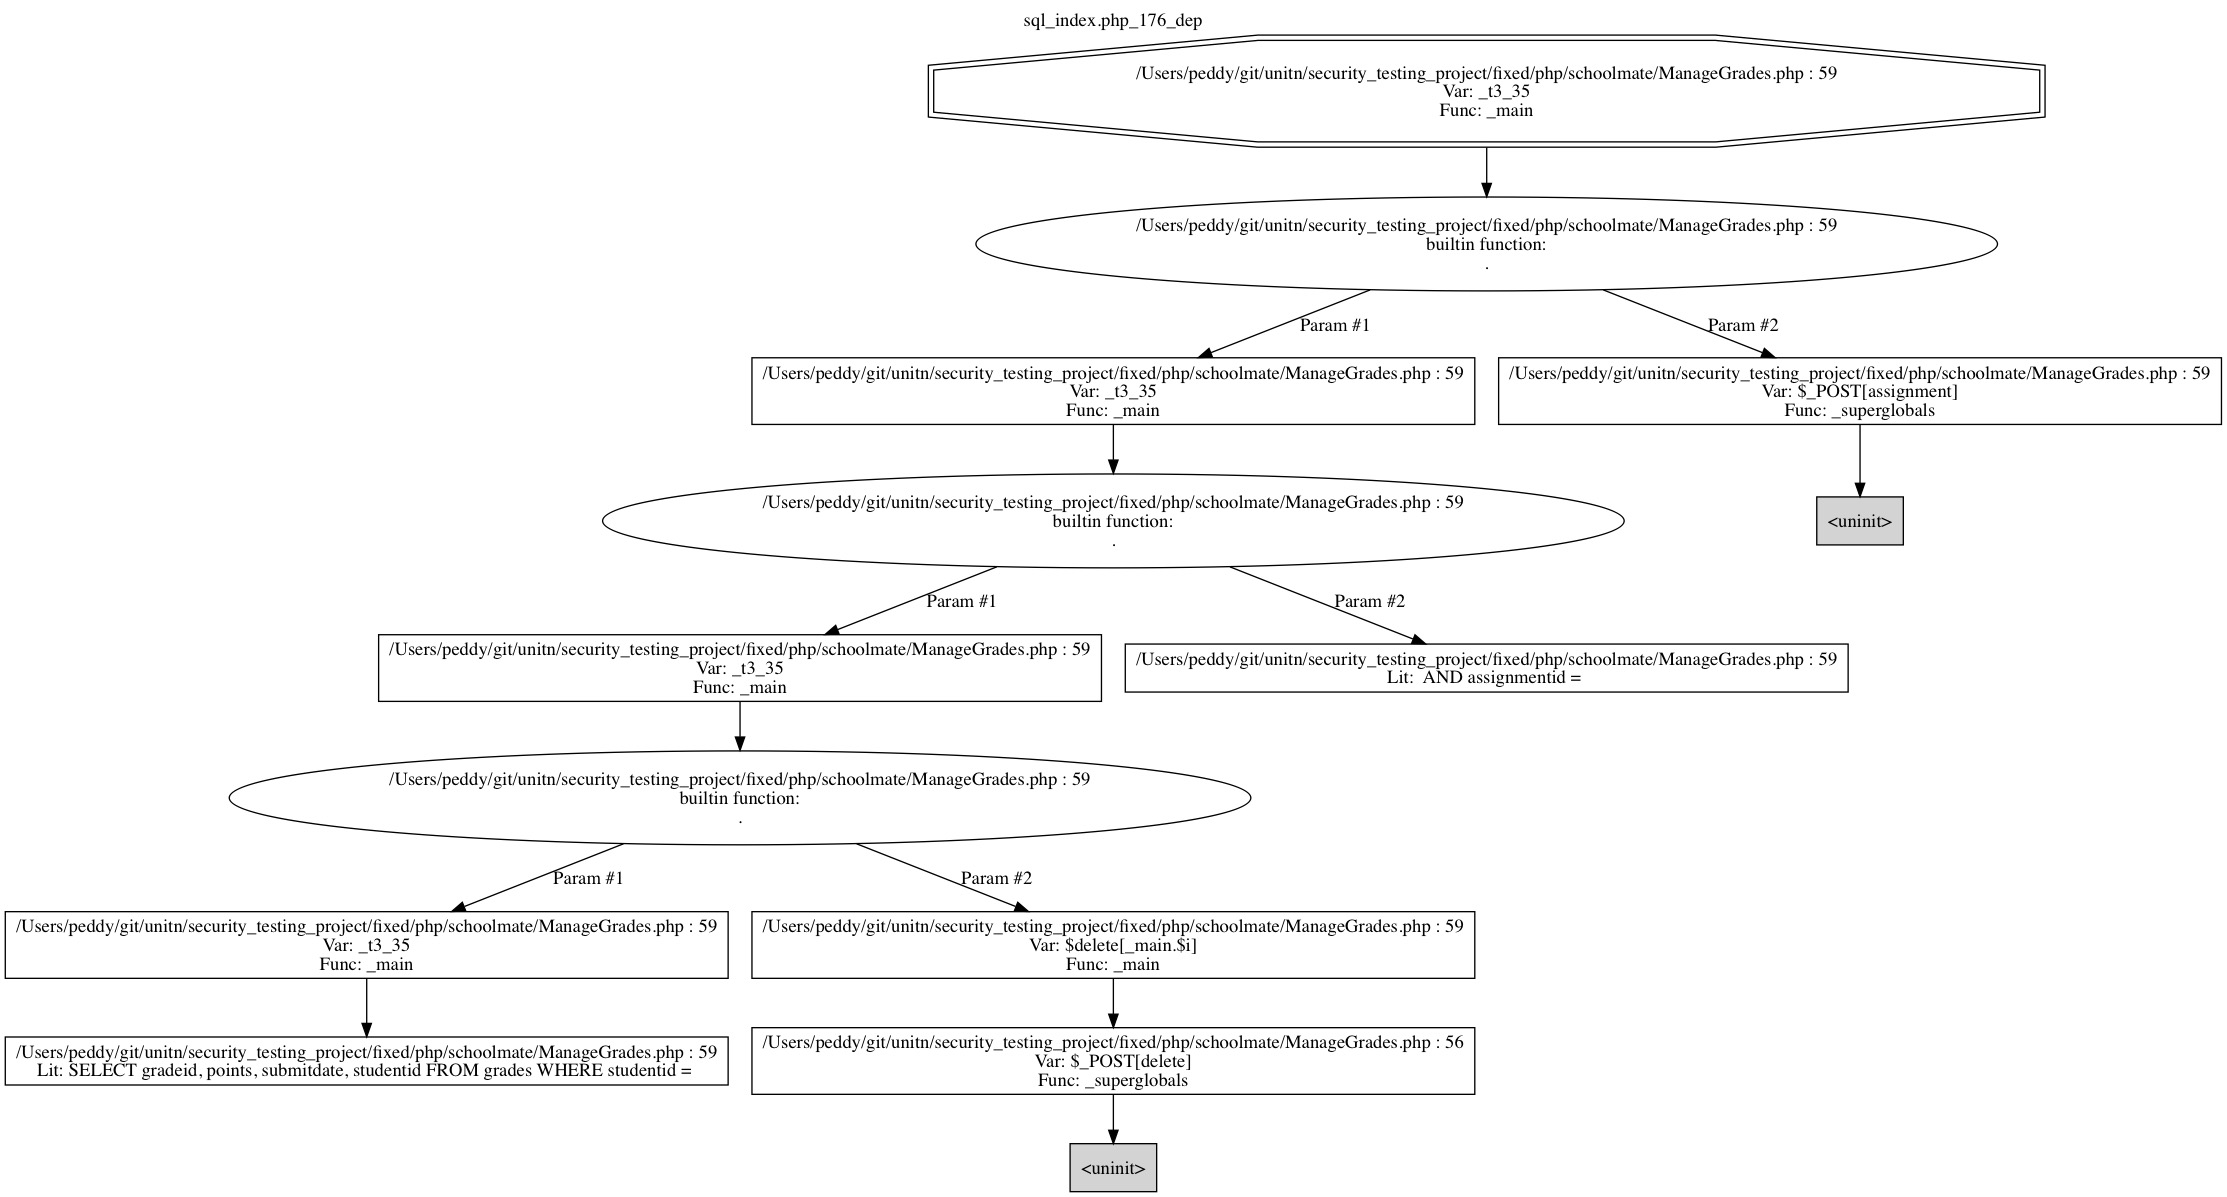 sql_index.php_176_dep
/Users/peddy/git/unitn/security_testing_project/fixed/php/schoolmate/ManageGrades.php : 59
Var: _t3_35
Func: _main
/Users/peddy/git/unitn/security_testing_project/fixed/php/schoolmate/ManageGrades.php : 59
builtin function:
.
Param #1
Param #2
/Users/peddy/git/unitn/security_testing_project/fixed/php/schoolmate/ManageGrades.php : 59
Var: _t3_35
Func: _main
/Users/peddy/git/unitn/security_testing_project/fixed/php/schoolmate/ManageGrades.php : 59
Var: $_POST[assignment]
Func: _superglobals
/Users/peddy/git/unitn/security_testing_project/fixed/php/schoolmate/ManageGrades.php : 59
builtin function:
.
<uninit>
Param #1
Param #2
/Users/peddy/git/unitn/security_testing_project/fixed/php/schoolmate/ManageGrades.php : 59
Var: _t3_35
Func: _main
/Users/peddy/git/unitn/security_testing_project/fixed/php/schoolmate/ManageGrades.php : 59
Lit:  AND assignmentid =
/Users/peddy/git/unitn/security_testing_project/fixed/php/schoolmate/ManageGrades.php : 59
builtin function:
.
Param #1
Param #2
/Users/peddy/git/unitn/security_testing_project/fixed/php/schoolmate/ManageGrades.php : 59
Var: _t3_35
Func: _main
/Users/peddy/git/unitn/security_testing_project/fixed/php/schoolmate/ManageGrades.php : 59
Var: $delete[_main.$i]
Func: _main
/Users/peddy/git/unitn/security_testing_project/fixed/php/schoolmate/ManageGrades.php : 59
Lit: SELECT gradeid, points, submitdate, studentid FROM grades WHERE studentid =
/Users/peddy/git/unitn/security_testing_project/fixed/php/schoolmate/ManageGrades.php : 56
Var: $_POST[delete]
Func: _superglobals
<uninit>